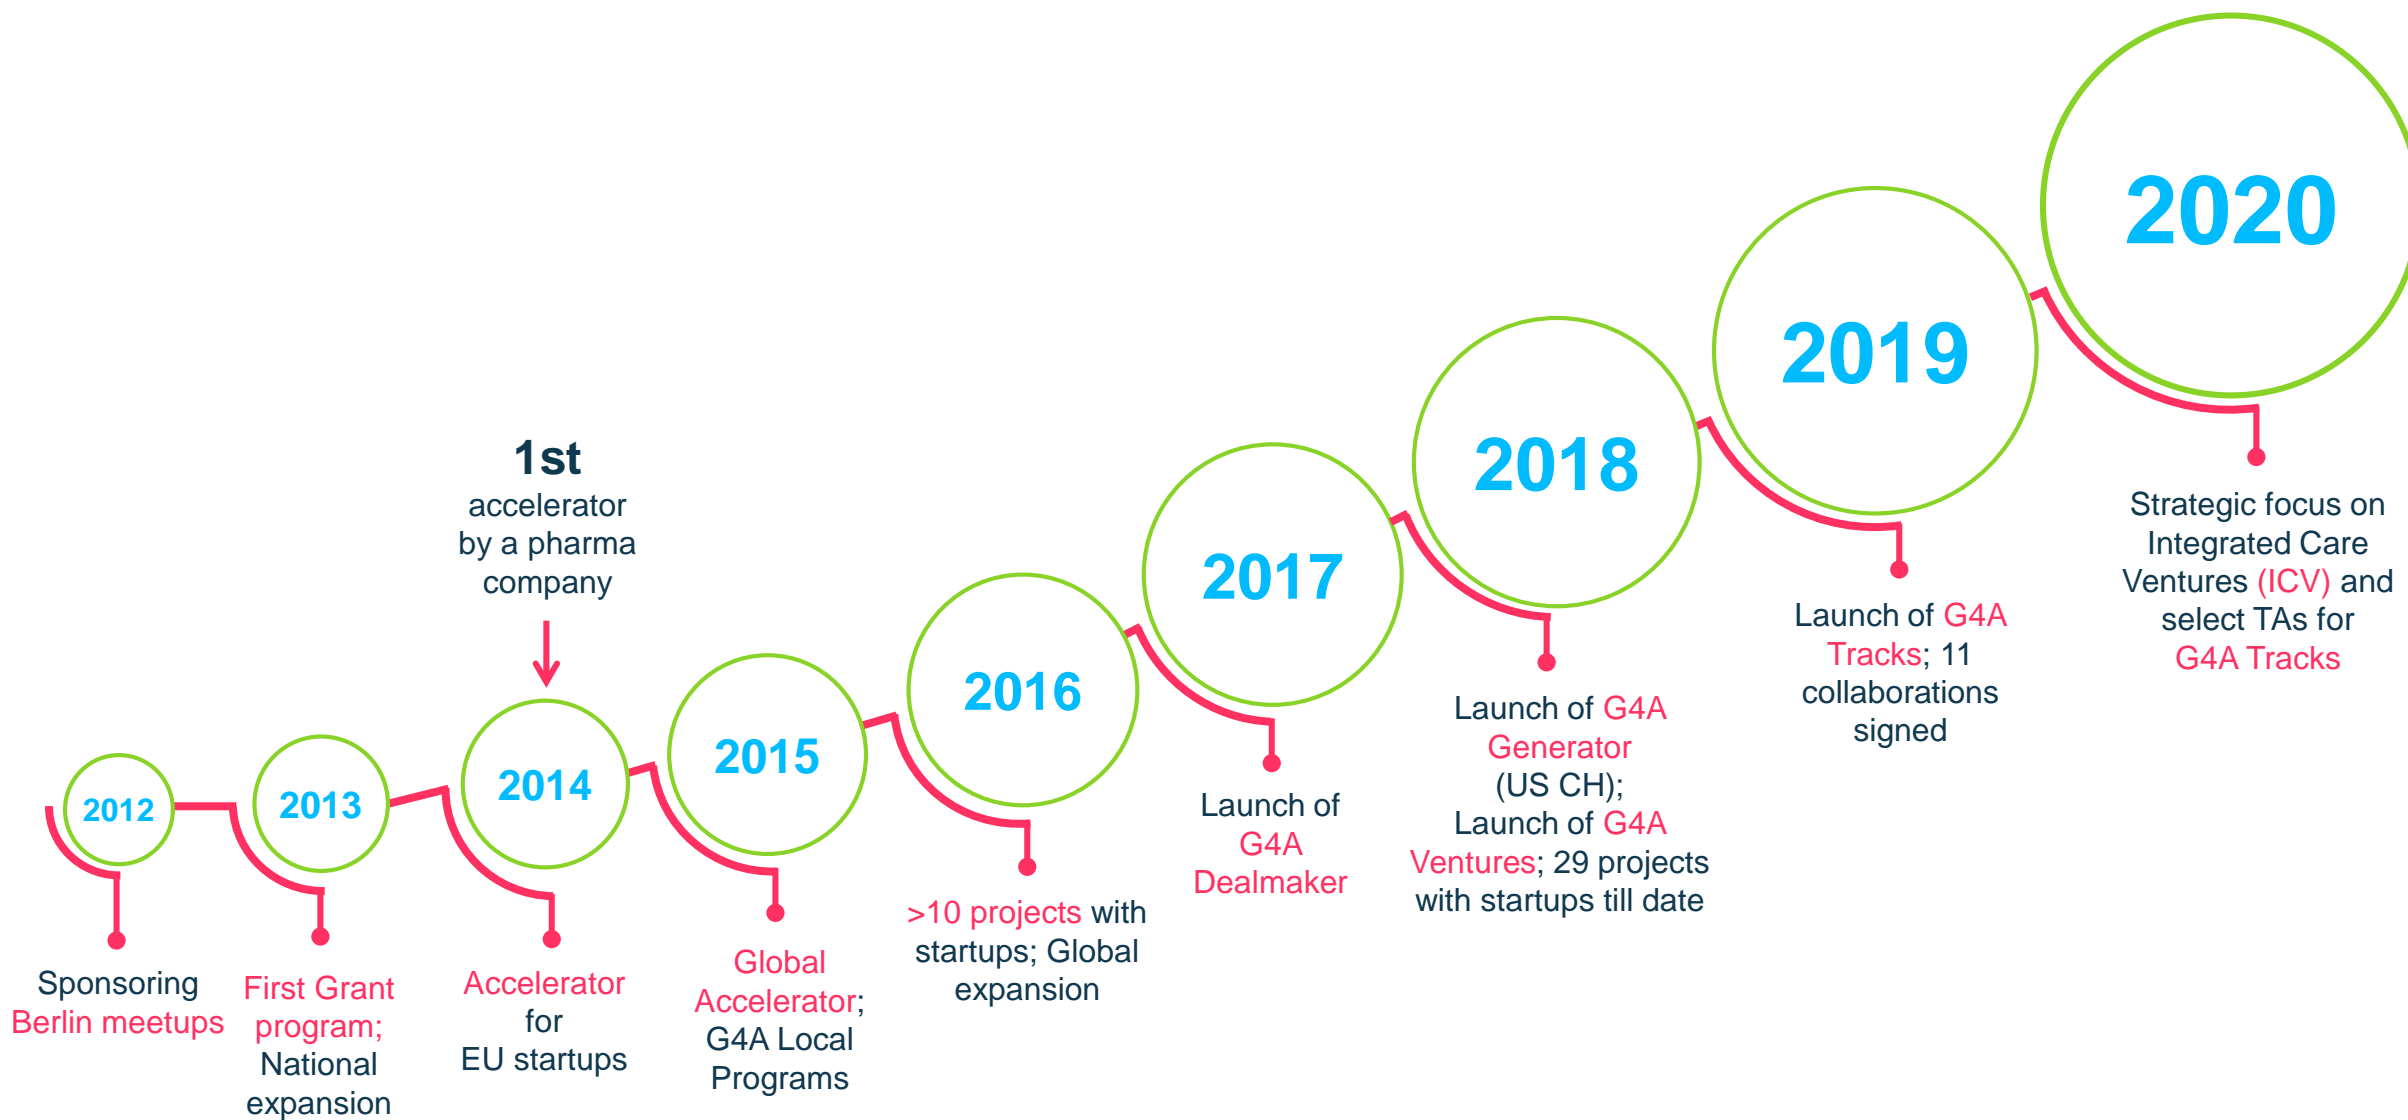 2012
Sponsoring
Berlin meetups
2013
First Grant
program;
National
expansion
1st
accelerator
by a pharma
company
2014
Accelerator
for
EU startups
2015
Global
Accelerator;
G4A Local
Programs
2016
>10 projects with
startups; Global
expansion
2017
Launch of
G4A
Dealmaker
2018
Launch of G4A
Generator
(US CH);
Launch of G4A
Ventures; 29 projects
with startups till date
2019
Launch of G4A
Tracks; 11
collaborations
signed
2020
Strategic focus on
Integrated Care
Ventures (ICV) and
select TAs for
G4A Tracks